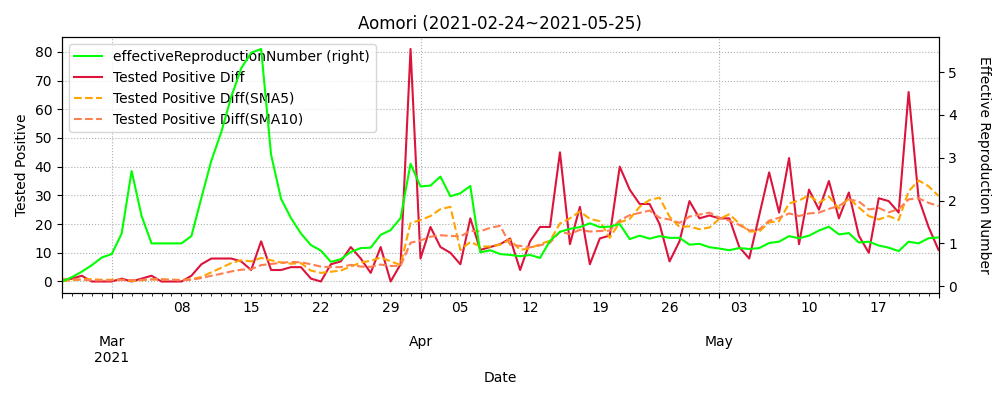 Aomori (2021-02-24~2021-05-25)
effectiveReproductionNumber (right)
Tested Positive Diff
Tested Positive Diff(SMA5)
Tested Positive Diff(SMA10)
Tested Positive
80
70
60
50
40
30
20
10
0
5
4
3
2
1
0
Effective Reproduction Number
08 15 22 29 05 12 19 26 03 10 17
Mar Apr May
2021
Date